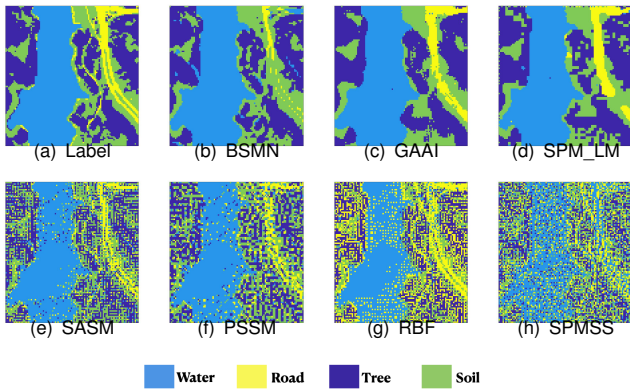 (a) Label (b) BSMN (c) GAAI (d) SPM_LM
(e) SASM (f) PSSM (g) RBF (h) SPMSS
Water Road Tree Soil